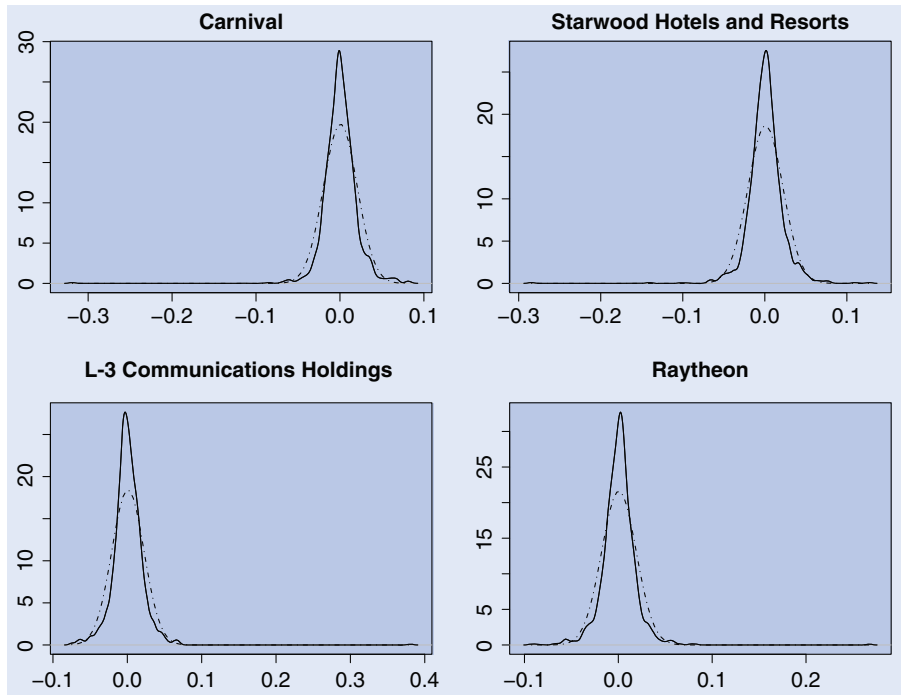 Carnival
30
20
10
5
0
−0.3 −0.2 −0.1 0.0 0.1
Starwood Hotels and Resorts
20
10
5
0
−0.3 −0.2 −0.1 0.0 0.1
L-3 Communications Holdings
20
10
5
0
−0.1 0.0 0.1 0.2 0.3 0.4
Raytheon
25
15
5
0
−0.1 0.0 0.1 0.2